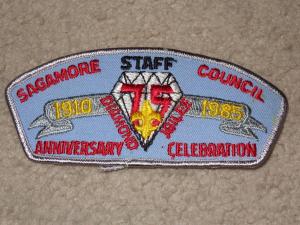 STAFF
SAGAMORE COUNCIL
1910 75 1985
DIAMOND JUBILEE
ANNIVERSARY CELEBRATION